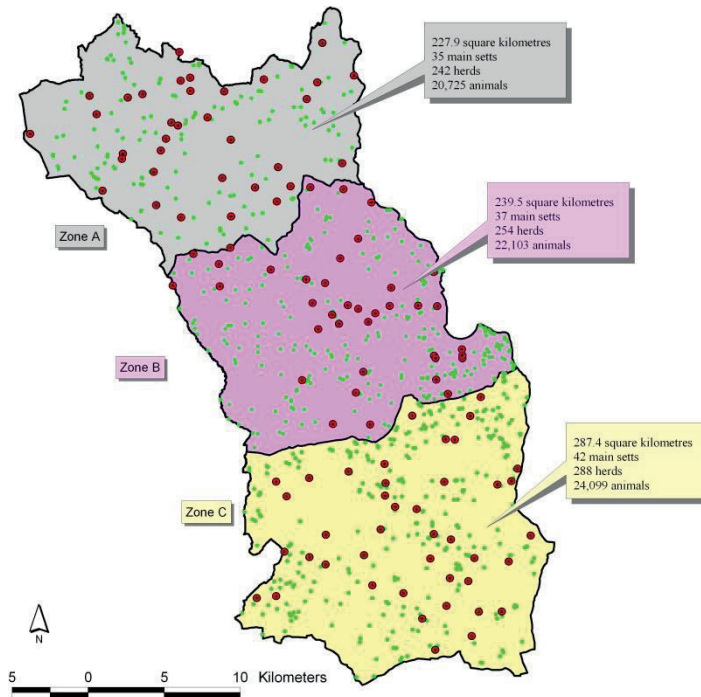 227.9 square kilometres
35 main setts
242 herds
20,725 animals
239.5 square kilometres
37 main setts
254 herds
22,103 animals
Zone A
Zone B
287.4 square kilometres
42 main setts
288 herds
24,099 animals
Zone C
N
5 0 5 10 Kilometers